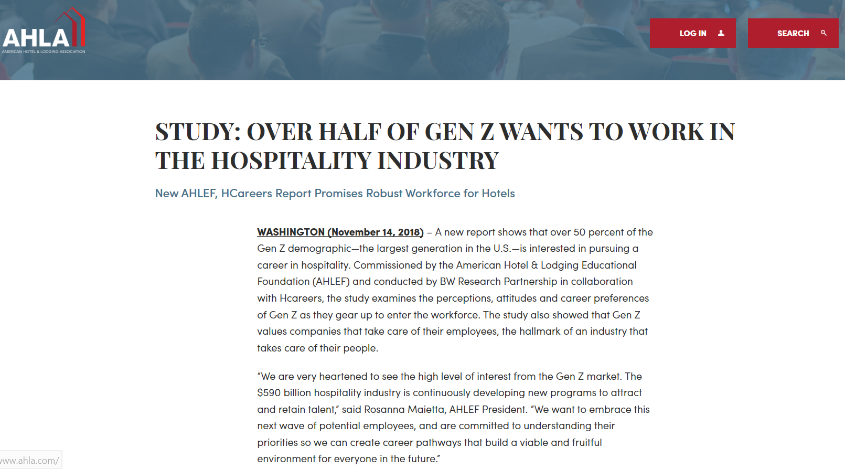 AHLA
AMERICAN HOTEL & LODGING ASSOCIATION
LOG IN
SEARCH
STUDY: OVER HALF OF GEN Z WANTS TO WORK IN
THE HOSPITALITY INDUSTRY
New AHLEF, HCareers Report Promises Robust Workforce for Hotels
WASHINGTON (November 14, 2018) – A new report shows that over 50 percent of the
Gen Z demographic—the largest generation in the U.S.—is interested in pursuing a
career in hospitality. Commissioned by the American Hotel & Lodging Educational
Foundation (AHLEF) and conducted by BW Research Partnership in collaboration
with Hcareers, the study examines the perceptions, attitudes and career preferences
of Gen Z as they gear up to enter the workforce. The study also showed that Gen Z
values companies that take care of their employees, the hallmark of an industry that
takes care of their people.
“We are very heartened to see the high level of interest from the Gen Z market. The
$590 billion hospitality industry is continuously developing new programs to attract
and retain talent,” said Rosanna Maietta, AHLEF President. “We want to embrace this
next wave of potential employees, and are committed to understanding their
priorities so we can create career pathways that build a viable and fruitful
environment for everyone in the future.”
www.ahla.com/